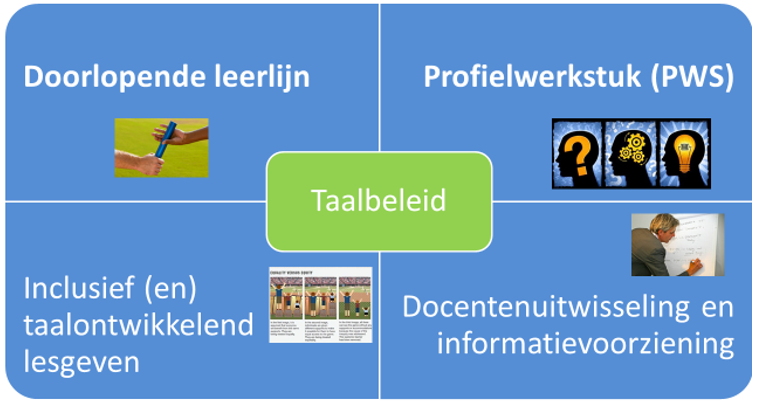 Doorlopende leerlijn
Profielwerkstuk (PWS)
Taalbeleid
Inclusief (en)
taalontwikkelend
lesgeven
Docentenuitwisseling en
informatievoorziening